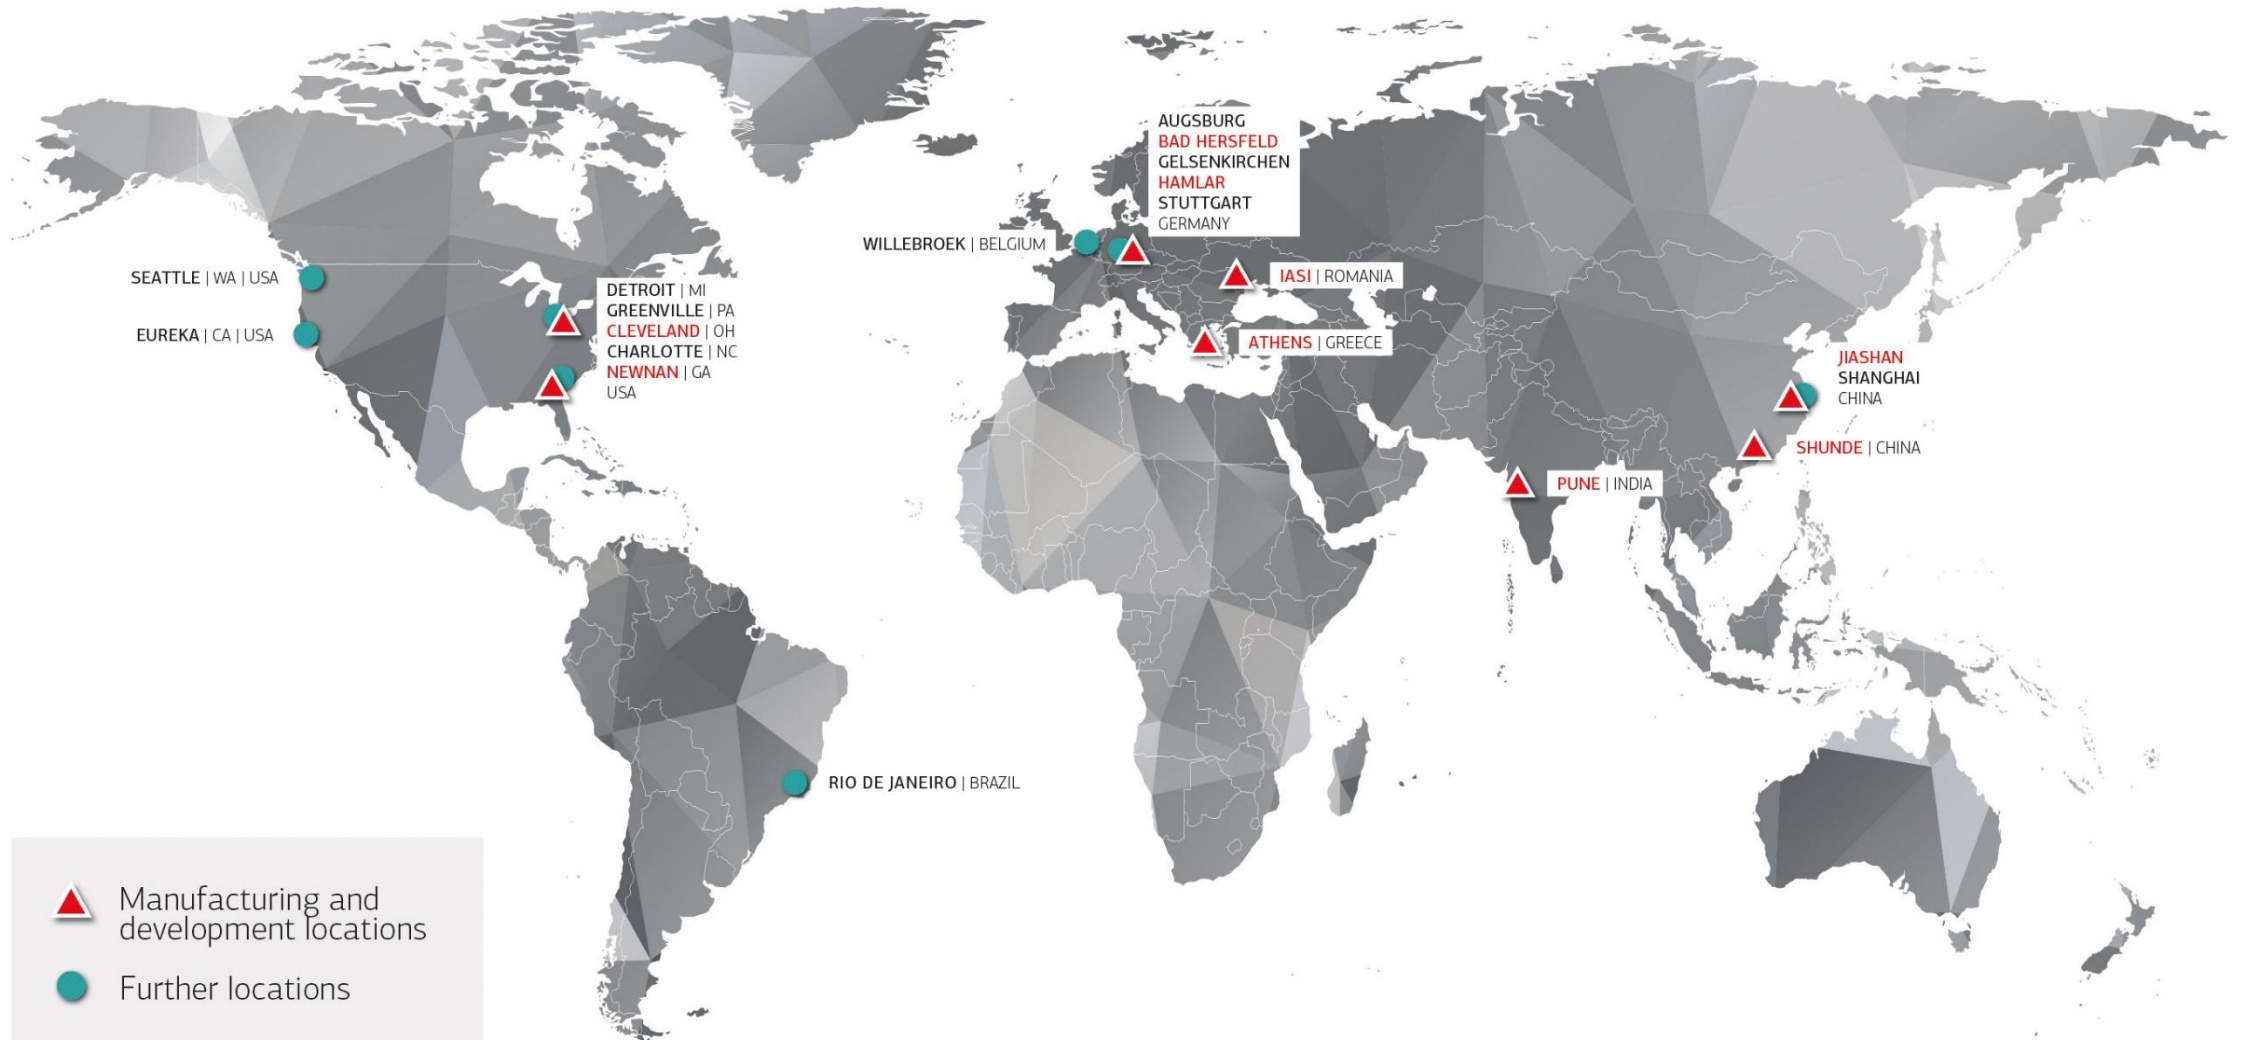 AUGSBURG
BAD HERSFELD
GELSENKIRCHEN
HAMLAR
STUTTGART
GERMANY
WILLEBROEK | BELGIUM
SEATTLE | WA | USA
IASI | ROMANIA
DETROIT | MI
GREENVILLE | PA
CLEVELAND | OH
CHARLOTTE | NC
NEWNAN | GA
USA
EUREKA | CA | USA
ATHENS | GREECE
JIASHAN
SHANGHAI
CHINA
SHUNDE | CHINA
PUNE | INDIA
RIO DE JANEIRO | BRAZIL
Manufacturing and
development locations
Further locations